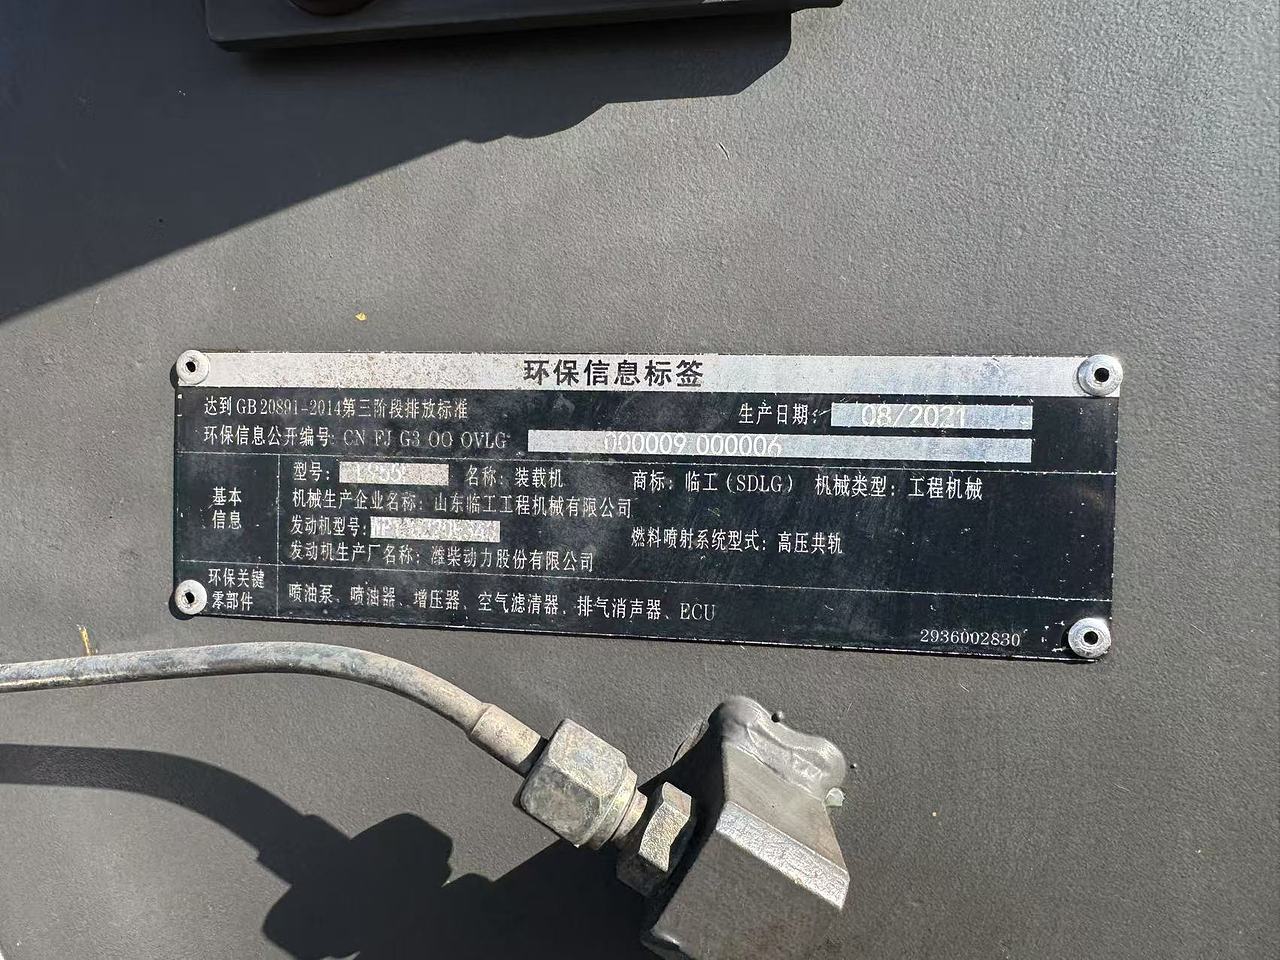 环保信息标签
达到GB 20891-2014第三阶段排放标准 生产日期: 08/2021
环保信息公开编号: CN FJ G3 00 0VLG 000009 000006
基本信息
型号: 名称: 装载机 商标: 临工(SDLG) 机械类型: 工程机械
机械生产企业名称: 山东临工工程机械有限公司
发动机型号: 燃料喷射系统型式: 高压共轨
发动机生产厂名称: 潍柴动力股份有限公司
环保关键零部件 喷油泵、喷油器、增压器、空气滤清器、排气消声器、ECU
2936002830